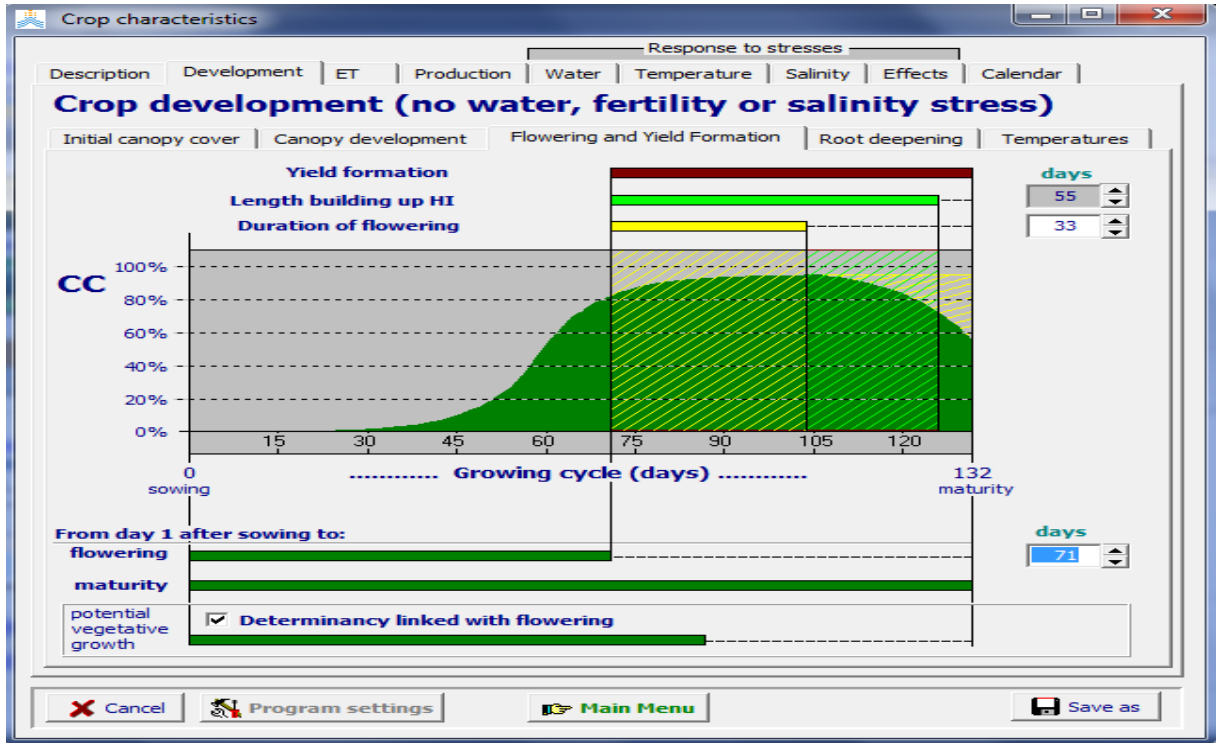 Crop characteristics
Response to stresses
Description Development ET Production Water Temperature Salinity Effects Calendar
Crop development (no water, fertility or salinity stress)
Initial canopy cover Canopy development Flowering and Yield Formation Root deepening Temperatures
Yield formation days
Length building up HI 55
Duration of flowering 33
CC
100%
80%
60%
40%
20%
0%
15 30 45 60 75 90 105 120
0 ............ Growing cycle (days) ............ 132
sowing maturity
From day 1 after sowing to: days
flowering 71
maturity
potential
vegetative
growth
Determinancy linked with flowering
Cancel Program settings Main Menu Save as